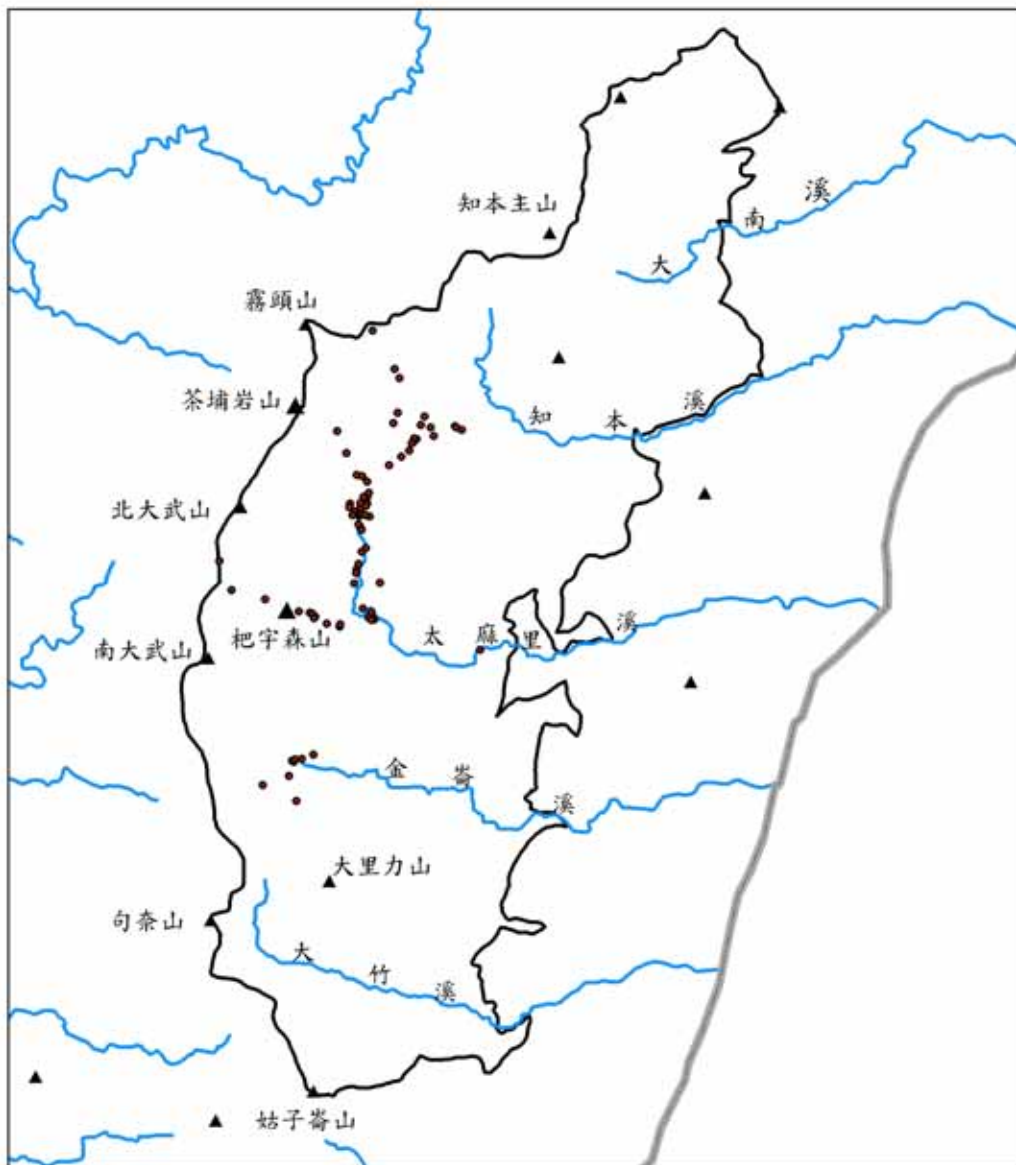 大南溪
知本主山
霧頭山
茶埔岩山
知本溪
北大武山
太麻里溪
杷宇森山
南大武山
金崙溪
大里力山
句奈山
大竹溪
姑子崙山